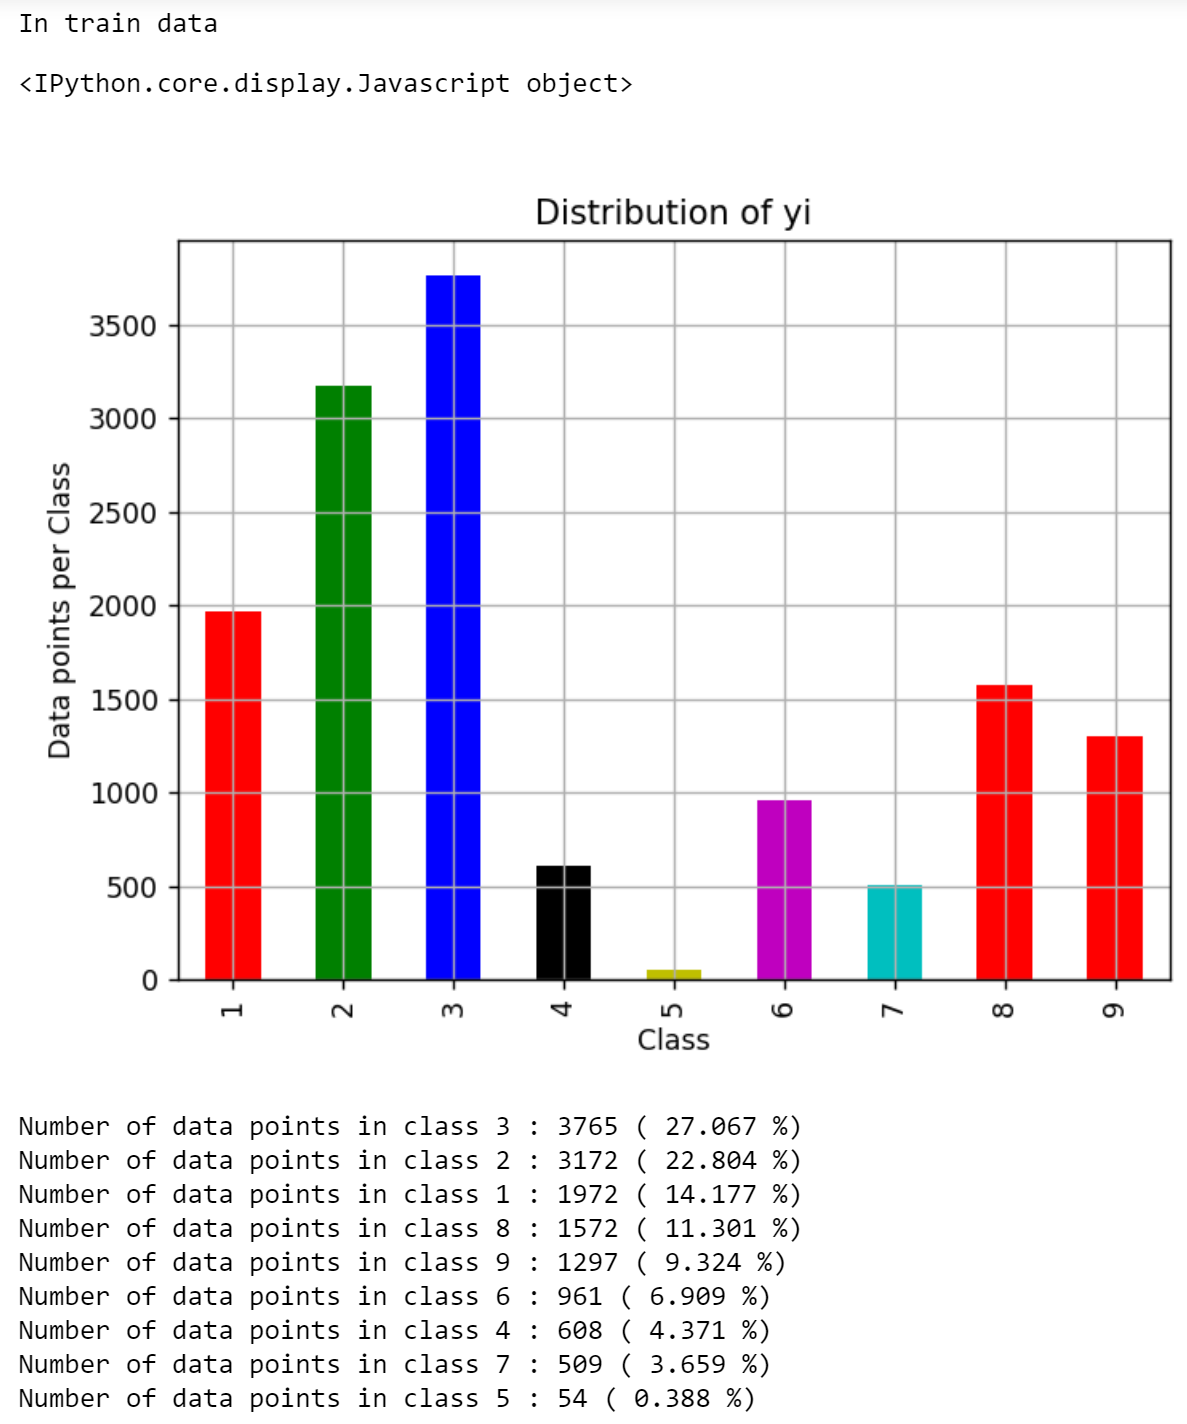 In train data
<IPython.core.display.Javascript object>
Distribution of yi
Data points per Class
3500
3000
2500
2000
1500
1000
500
0
1 2 3 4 5 6 7 8 9
Class
Number of data points in class 3 : 3765 ( 27.067 %)
Number of data points in class 2 : 3172 ( 22.804 %)
Number of data points in class 1 : 1972 ( 14.177 %)
Number of data points in class 8 : 1572 ( 11.301 %)
Number of data points in class 9 : 1297 ( 9.324 %)
Number of data points in class 6 : 961 ( 6.909 %)
Number of data points in class 4 : 608 ( 4.371 %)
Number of data points in class 7 : 509 ( 3.659 %)
Number of data points in class 5 : 54 ( 0.388 %)